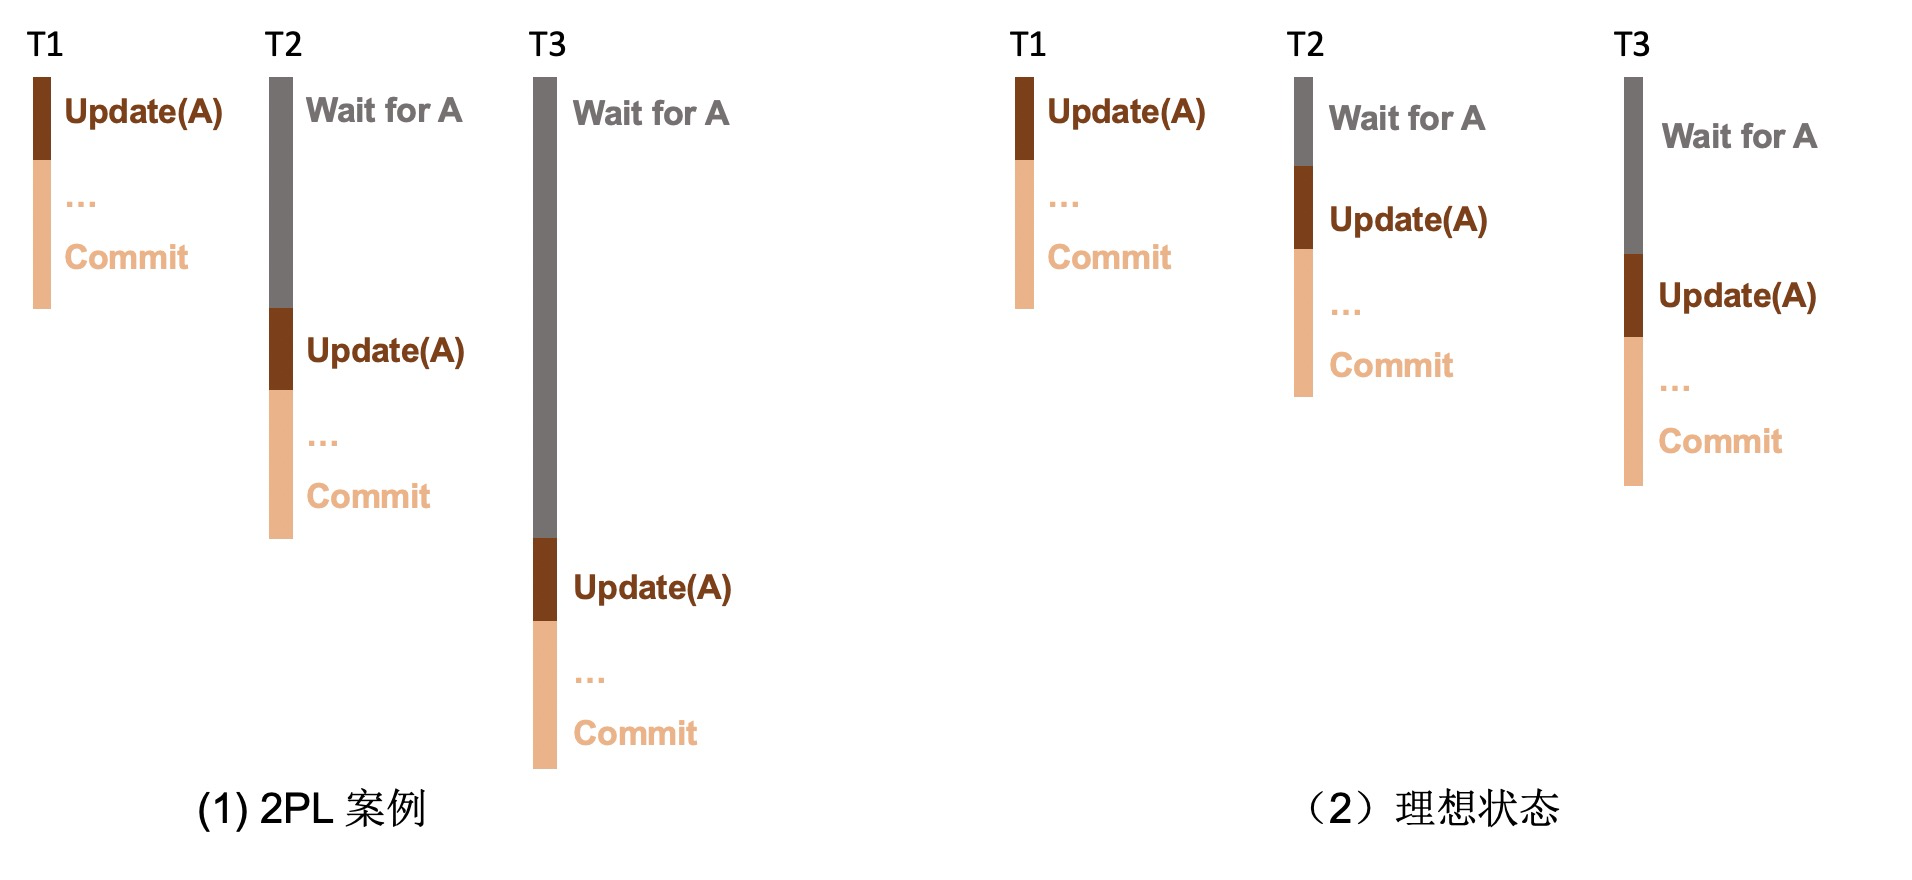 T1
Update(A)
...
Commit
T2
Wait for A
Update(A)
...
Commit
T3
Wait for A
Update(A)
...
Commit
(1) 2PL 案例
T1
Update(A)
...
Commit
T2
Wait for A
Update(A)
...
Commit
T3
Wait for A
Update(A)
...
Commit
（2）理想状态